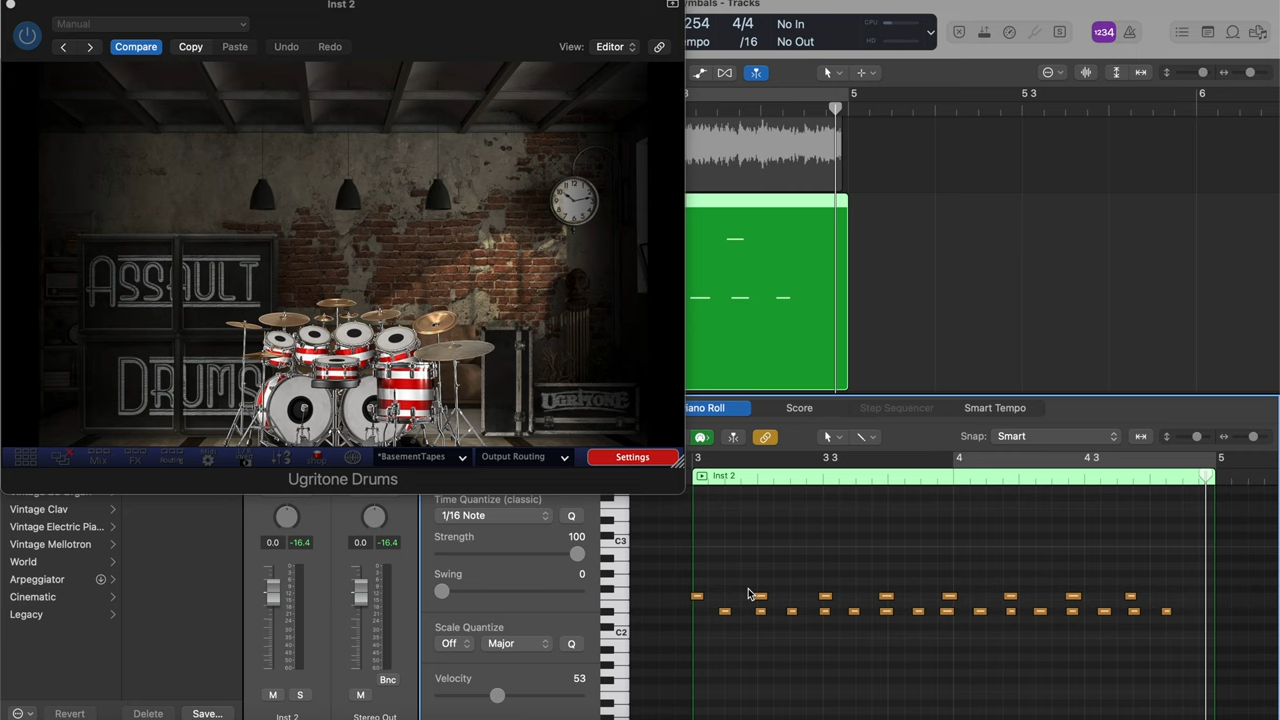 Inst 2
mbals - Tracks
Manual
Compare
Copy
Paste
Undo
Redo
View:
Editor
254
4/4
No In
CPU
empo
/16
No Out
HD
1234
5
5 3
6
ASSAULT
DRUMS
UGRITONE
Mix
FX
Routing
Midi
shop
*BasementTapes
Output Routing
Settings
Ugritone Drums
iano Roll
Score
Step Sequencer
Smart Tempo
Snap:
Smart
3
3 3
4
4 3
5
Inst 2
Vintage Clav
Vintage Electric Pia...
Vintage Mellotron
World
Arpeggiator
Cinematic
Legacy
Revert
Delete
Save...
0.0
-16.4
0.0
-16.4
Bnc
M
S
M
Inst 2
Stereo Out
Time Quantize (classic)
1/16 Note
Q
Strength
100
Swing
0
Scale Quantize
Off
Major
Q
Velocity
53
C3
C2